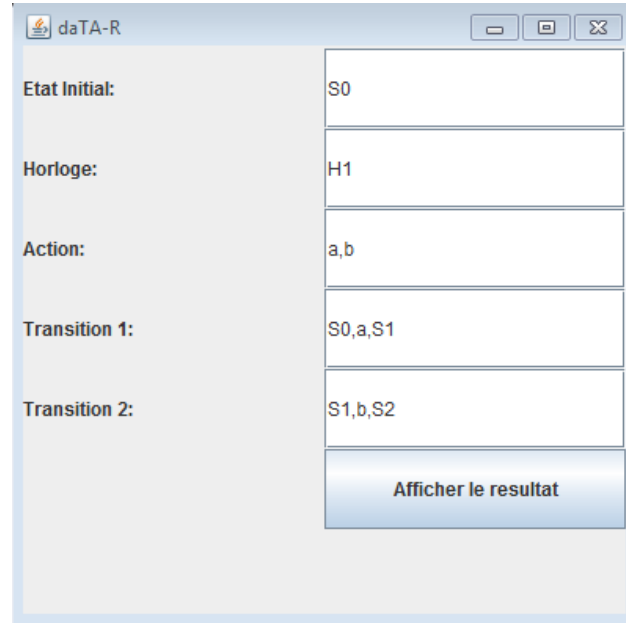 daTA-R
Etat Initial: S0
Horloge: H1
Action: a,b
Transition 1: S0,a,S1
Transition 2: S1,b,S2
Afficher le resultat